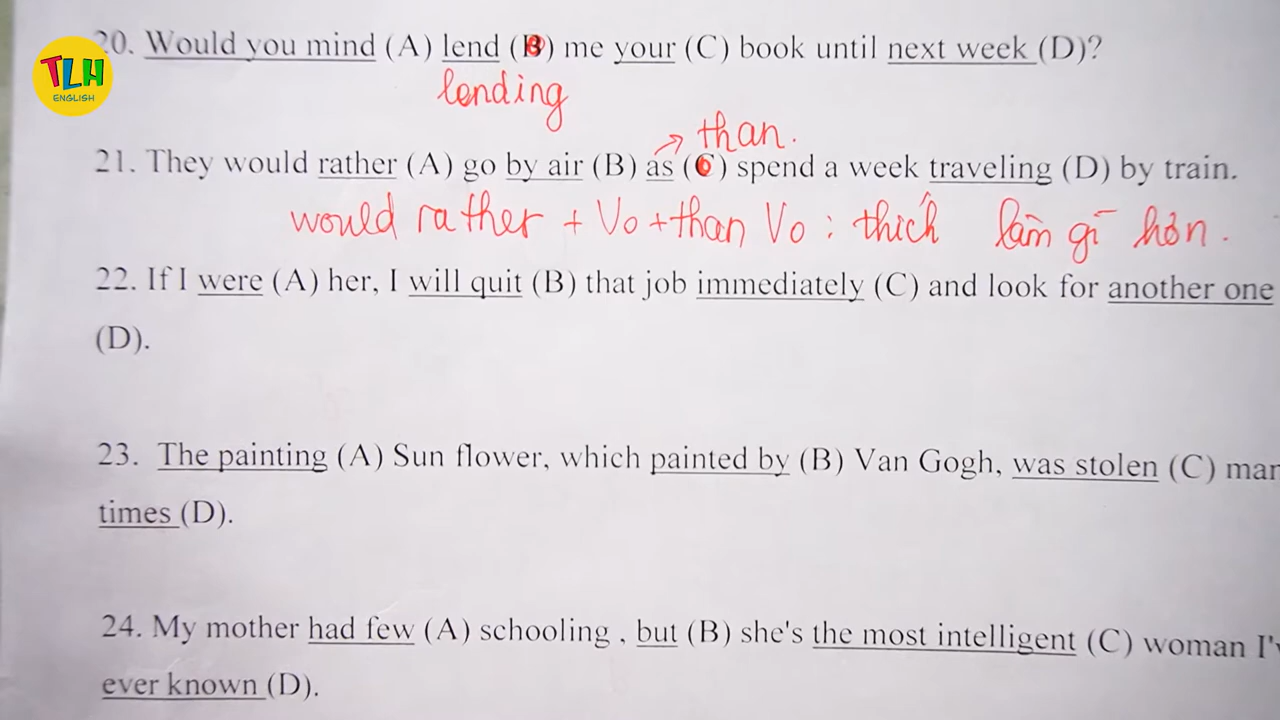 TLH
ENGLISH
20. Would you mind (A) lend (B) me your (C) book until next week (D)?
lending
than.
21. They would rather (A) go by air (B) as (C) spend a week traveling (D) by train.
would rather + Vo + than Vo : thích làm gì hơn.
22. If I were (A) her, I will quit (B) that job immediately (C) and look for another one
(D).
23. The painting (A) Sun flower, which painted by (B) Van Gogh, was stolen (C)
times (D).
24. My mother had few (A) schooling , but (B) she's the most intelligent (C) woman
ever known (D).